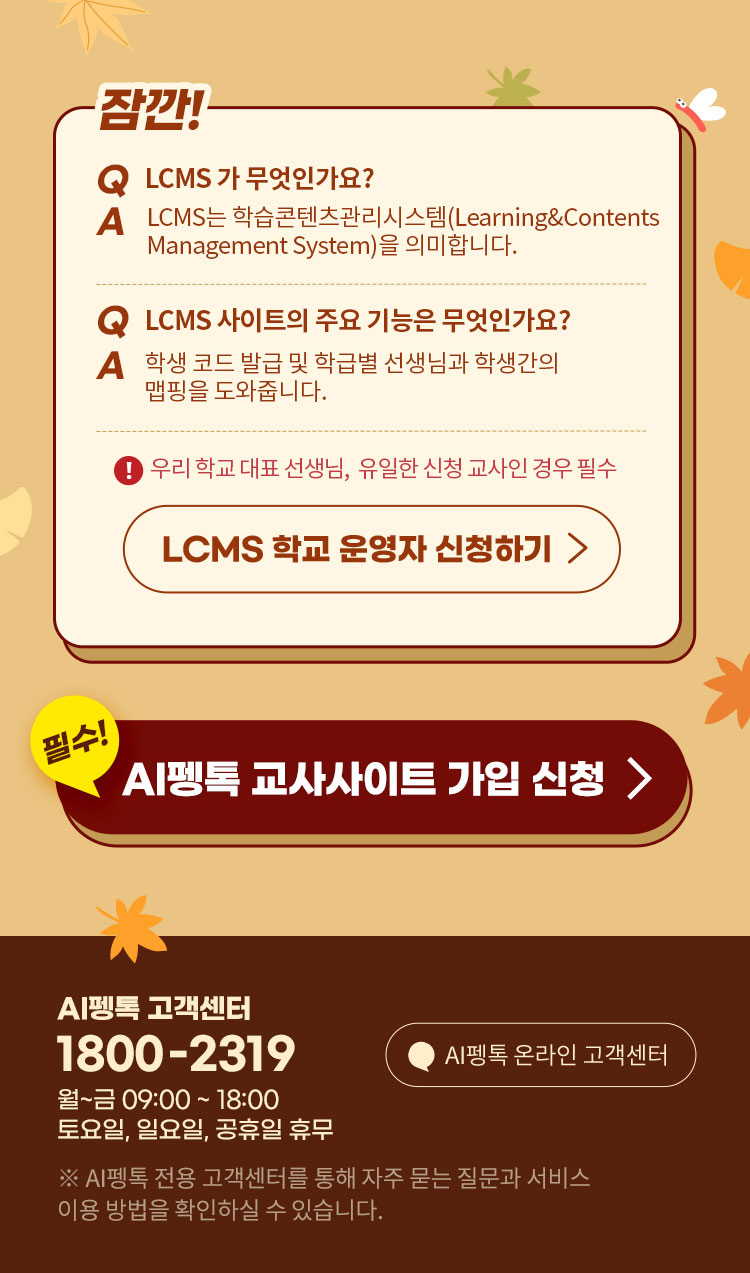 잠깐!
Q LCMS 가 무엇인가요?
A LCMS는 학습콘텐츠관리시스템(Learning&Contents
Management System)을 의미합니다.
Q LCMS 사이트의 주요 기능은 무엇인가요?
A 학생 코드 발급 및 학급별 선생님과 학생간의
맵핑을 도와줍니다.
! 우리 학교 대표 선생님, 유일한 신청 교사인 경우 필수
LCMS 학교 운영자 신청하기 >
필수!
AI펭톡 교사사이트 가입 신청 >
AI펭톡 고객센터
1800-2319
월~금 09:00 ~ 18:00
토요일, 일요일, 공휴일 휴무
AI펭톡 온라인 고객센터
※ AI펭톡 전용 고객센터를 통해 자주 묻는 질문과 서비스
이용 방법을 확인하실 수 있습니다.